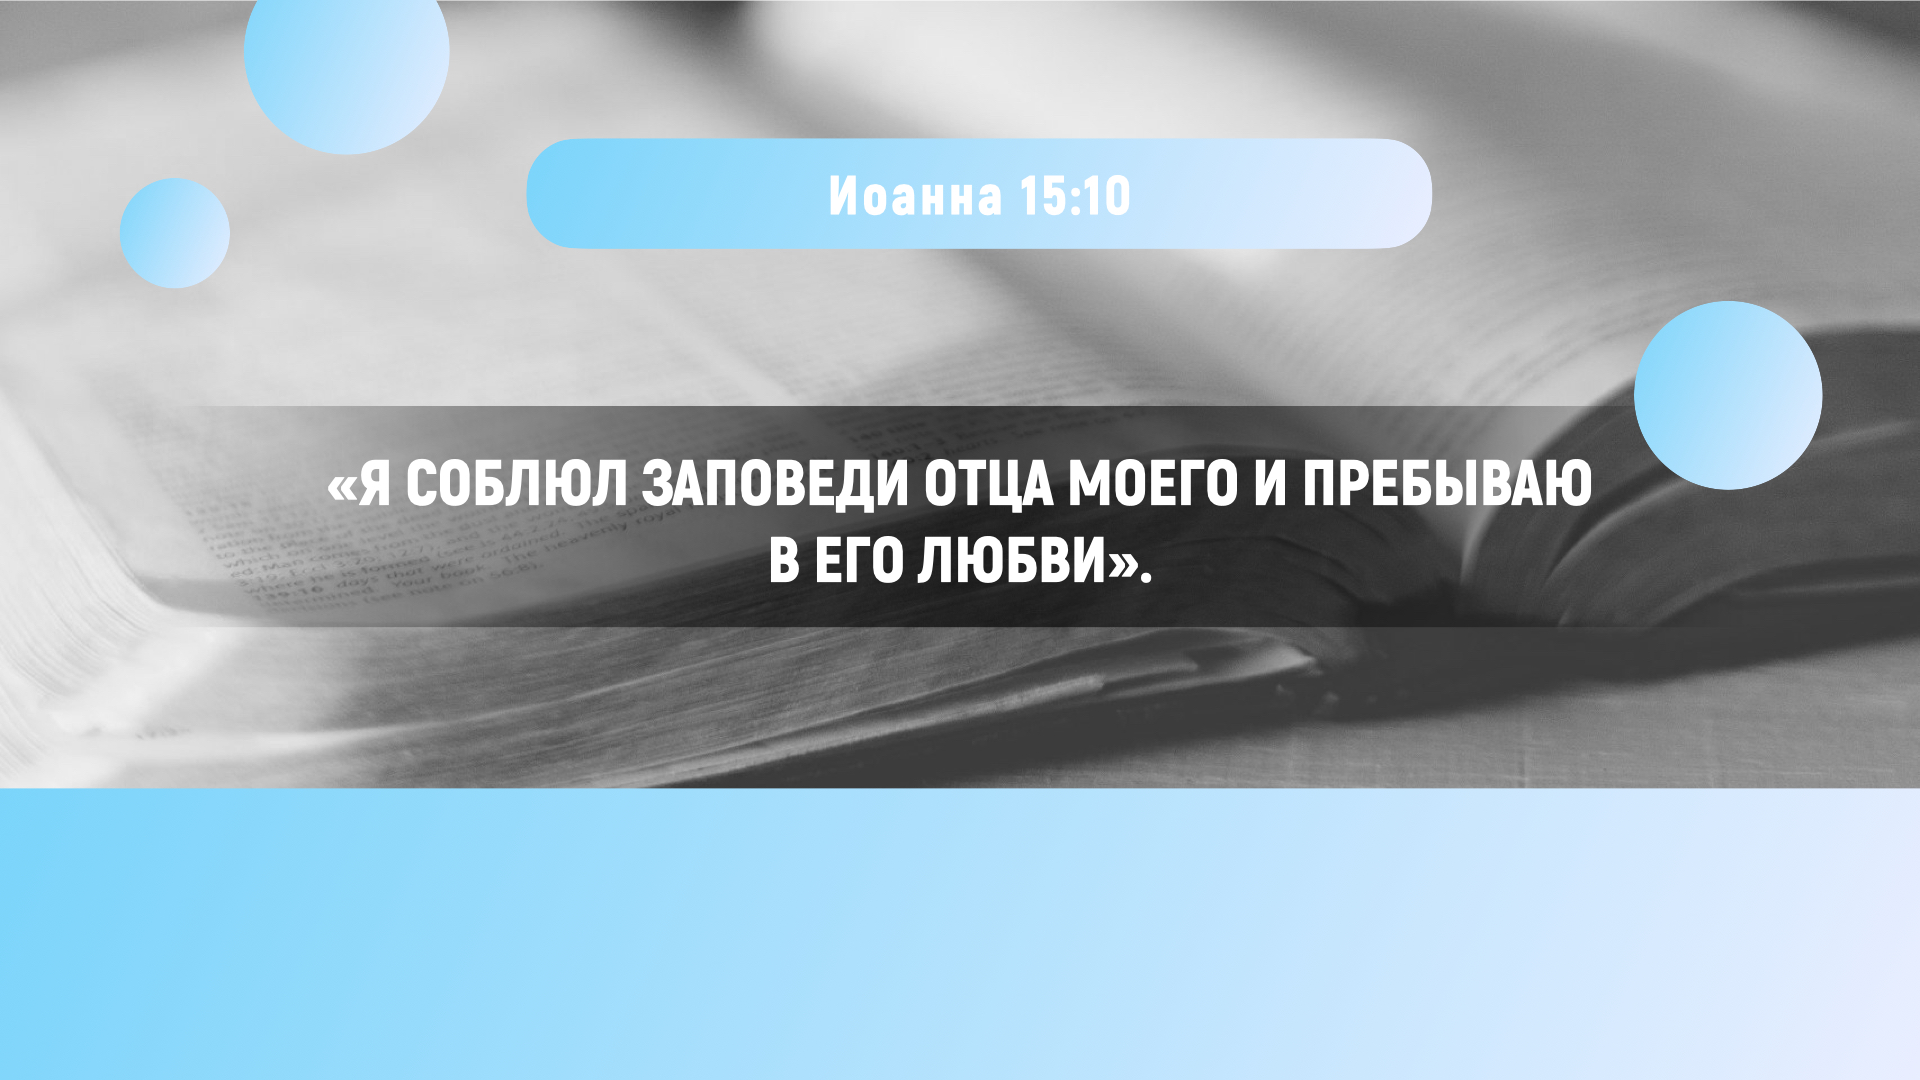 Иоанна 15:10
«Я СОБЛЮЛ ЗАПОВЕДИ ОТЦА МОЕГО И ПРЕБЫВАЮ
В ЕГО ЛЮБВИ».